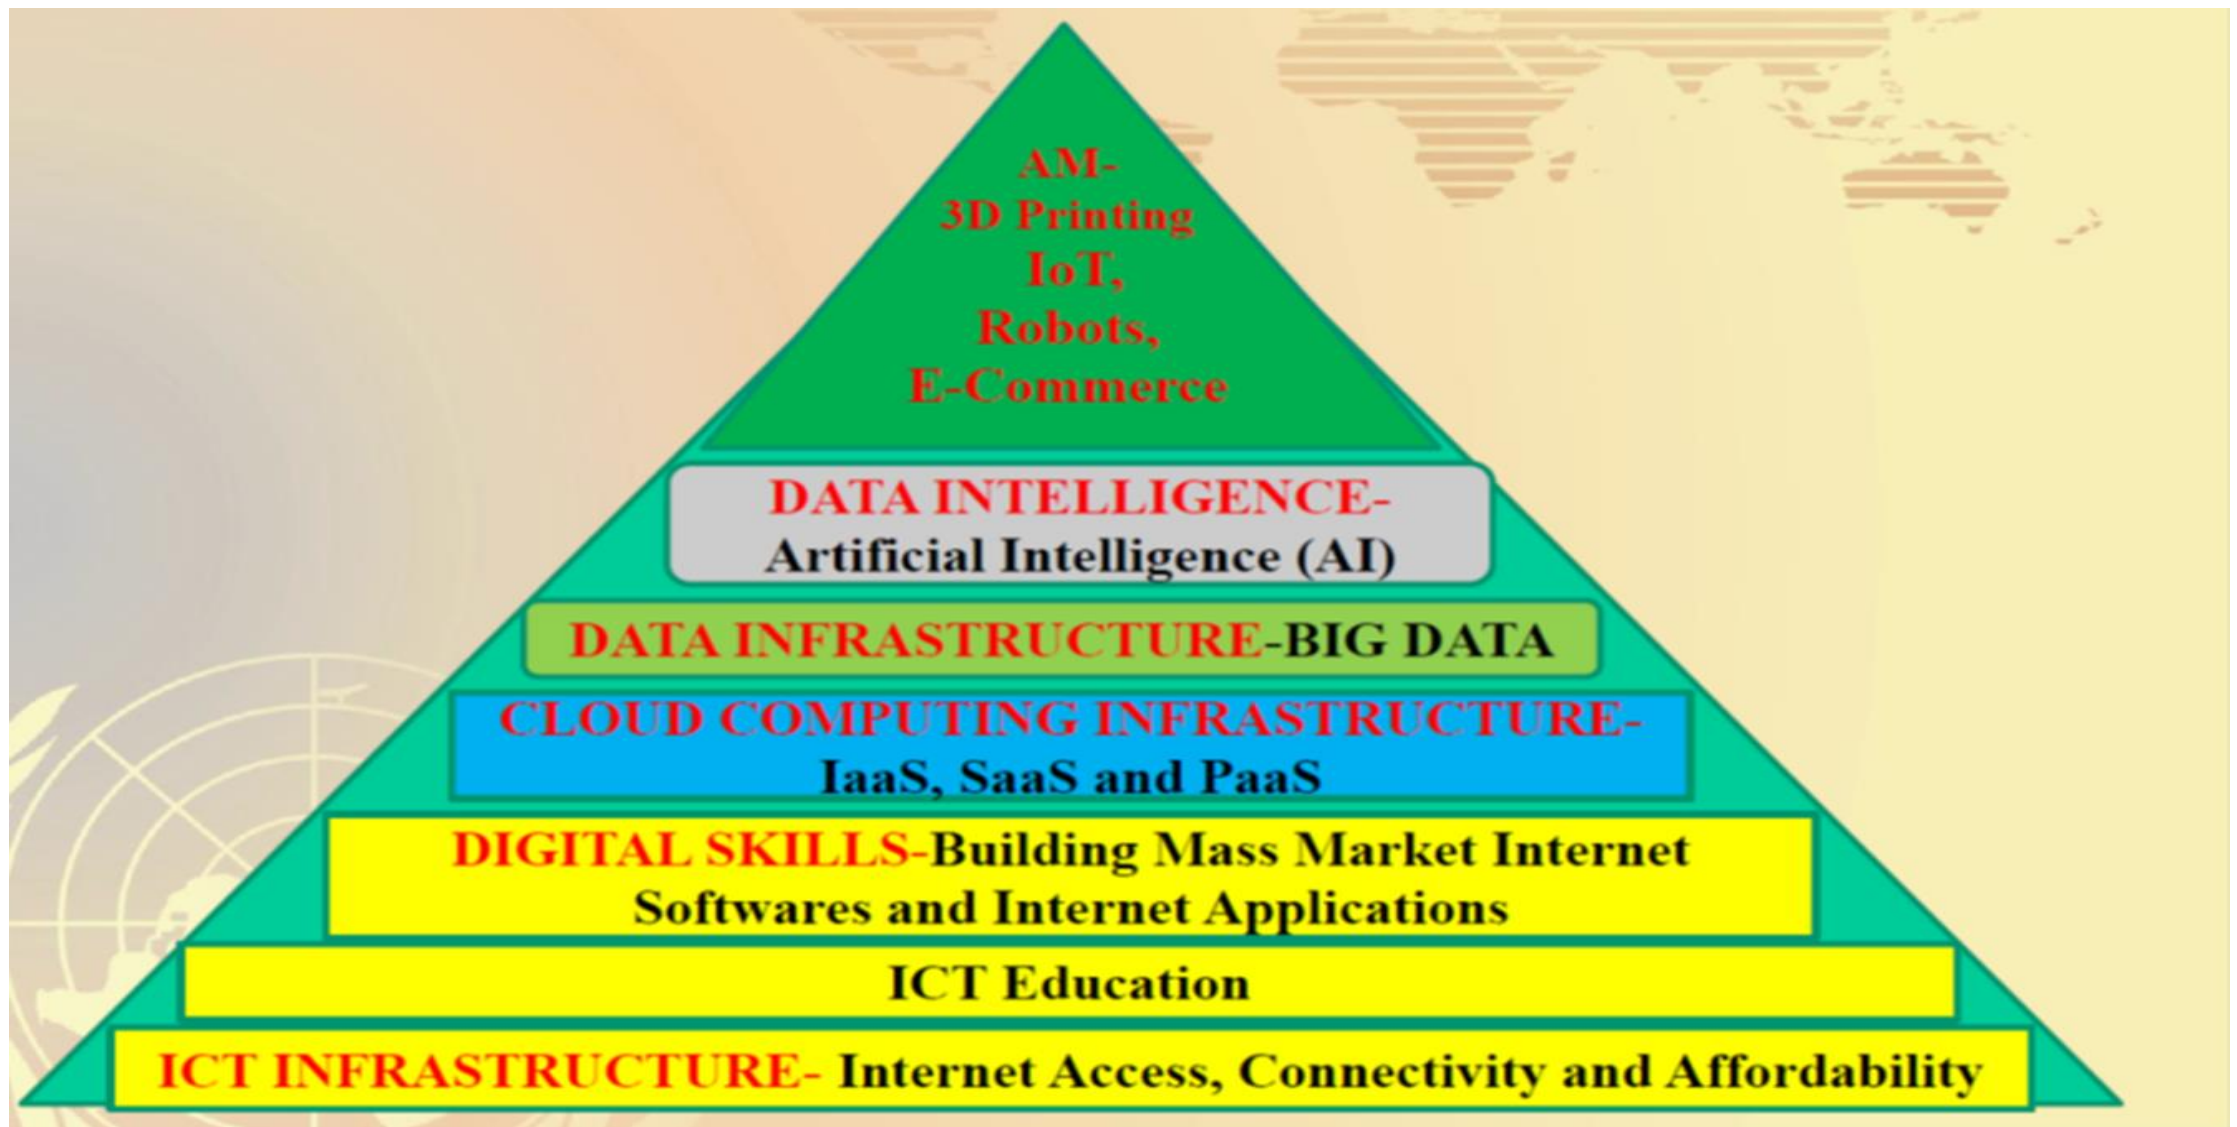 AM-
3D Printing
IoT,
Robots,
E-Commerce
DATA INTELLIGENCE-
Artificial Intelligence (AI)
DATA INFRASTRUCTURE-BIG DATA
CLOUD COMPUTING INFRASTRUCTURE-
IaaS, SaaS and PaaS
DIGITAL SKILLS-Building Mass Market Internet
Softwares and Internet Applications
ICT Education
ICT INFRASTRUCTURE- Internet Access, Connectivity and Affordability